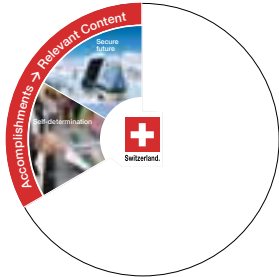 Accomplishments → Relevant Content
Secure
future
Self-determination
Switzerland.